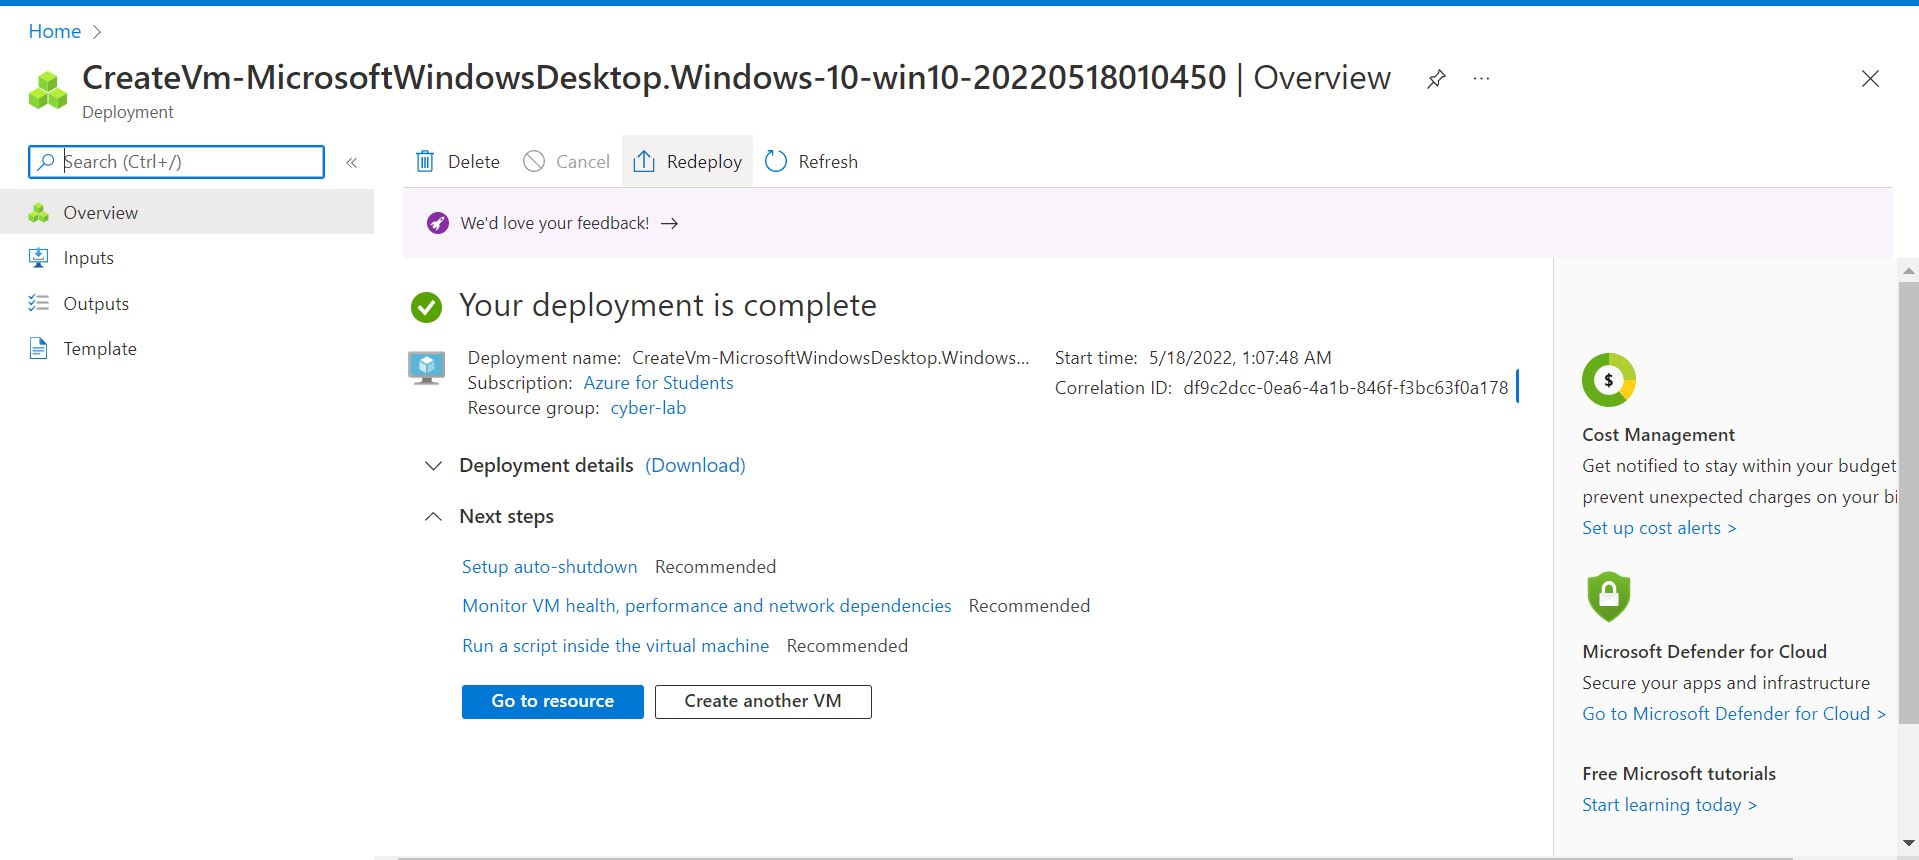 Home
CreateVm-MicrosoftWindowsDesktop.Windows-10-win10-20220518010450 | Overview
Deployment
Search (Ctrl+/)
Delete Cancel Redeploy Refresh
Overview
Inputs
Outputs
Template
We'd love your feedback!
Your deployment is complete
Deployment name: CreateVm-MicrosoftWindowsDesktop.Windows...
Subscription: Azure for Students
Resource group: cyber-lab
Start time: 5/18/2022, 1:07:48 AM
Correlation ID: df9c2dcc-0ea6-4a1b-846f-f3bc63f0a178
Deployment details (Download)
Next steps
Setup auto-shutdown Recommended
Monitor VM health, performance and network dependencies Recommended
Run a script inside the virtual machine Recommended
Go to resource Create another VM
$
Cost Management
Get notified to stay within your budget
prevent unexpected charges on your bi
Set up cost alerts >
Microsoft Defender for Cloud
Secure your apps and infrastructure
Go to Microsoft Defender for Cloud >
Free Microsoft tutorials
Start learning today >